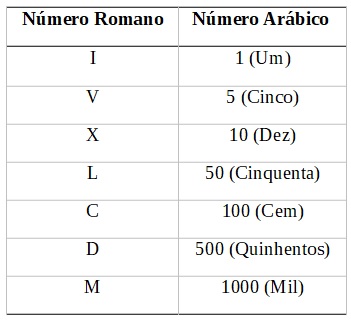 Número Romano Número Arábico
I 1 (Um)
V 5 (Cinco)
X 10 (Dez)
L 50 (Cinquenta)
C 100 (Cem)
D 500 (Quinhentos)
M 1000 (Mil)